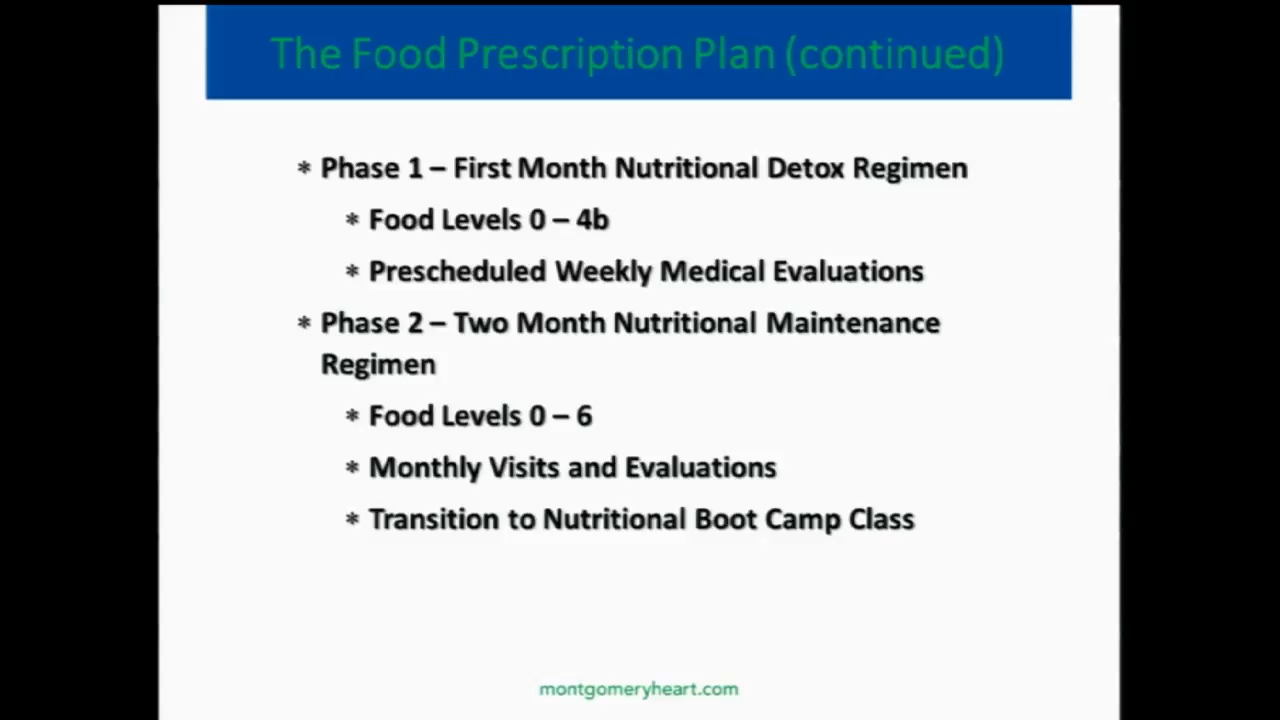 The Food Prescription Plan (continued)
* Phase 1 – First Month Nutritional Detox Regimen
* Food Levels 0 – 4b
* Prescheduled Weekly Medical Evaluations
* Phase 2 – Two Month Nutritional Maintenance
Regimen
* Food Levels 0 – 6
* Monthly Visits and Evaluations
* Transition to Nutritional Boot Camp Class
montgomeryheart.com